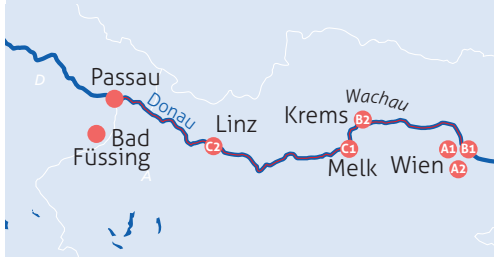 D
Passau
Donau
Bad
Füssing
A
Linz
C2
Krems
B2
Wachau
C1
Melk
Wien
A1
B1
A2